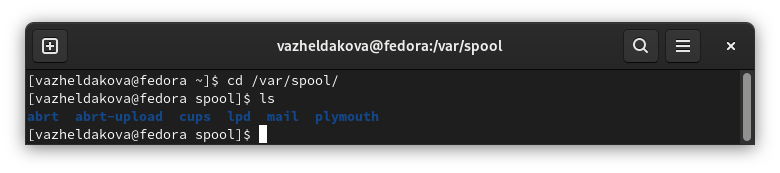 vazheldakova@fedora:/var/spool
[vazheldakova@fedora ~]$ cd /var/spool/
[vazheldakova@fedora spool]$ ls
abrt  abrt-upload  cups  lpd  mail  plymouth
[vazheldakova@fedora spool]$